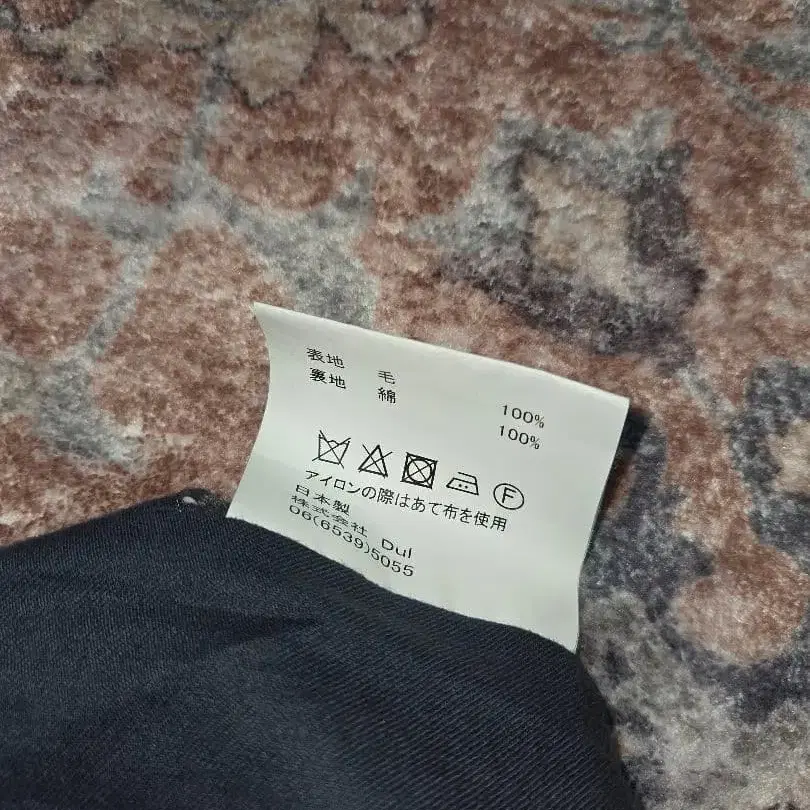 表地 毛 100%
裏地 綿 100%
F
アイロンの際はあて布を使用
日本製
株式会社 Dul
06(6539)5055